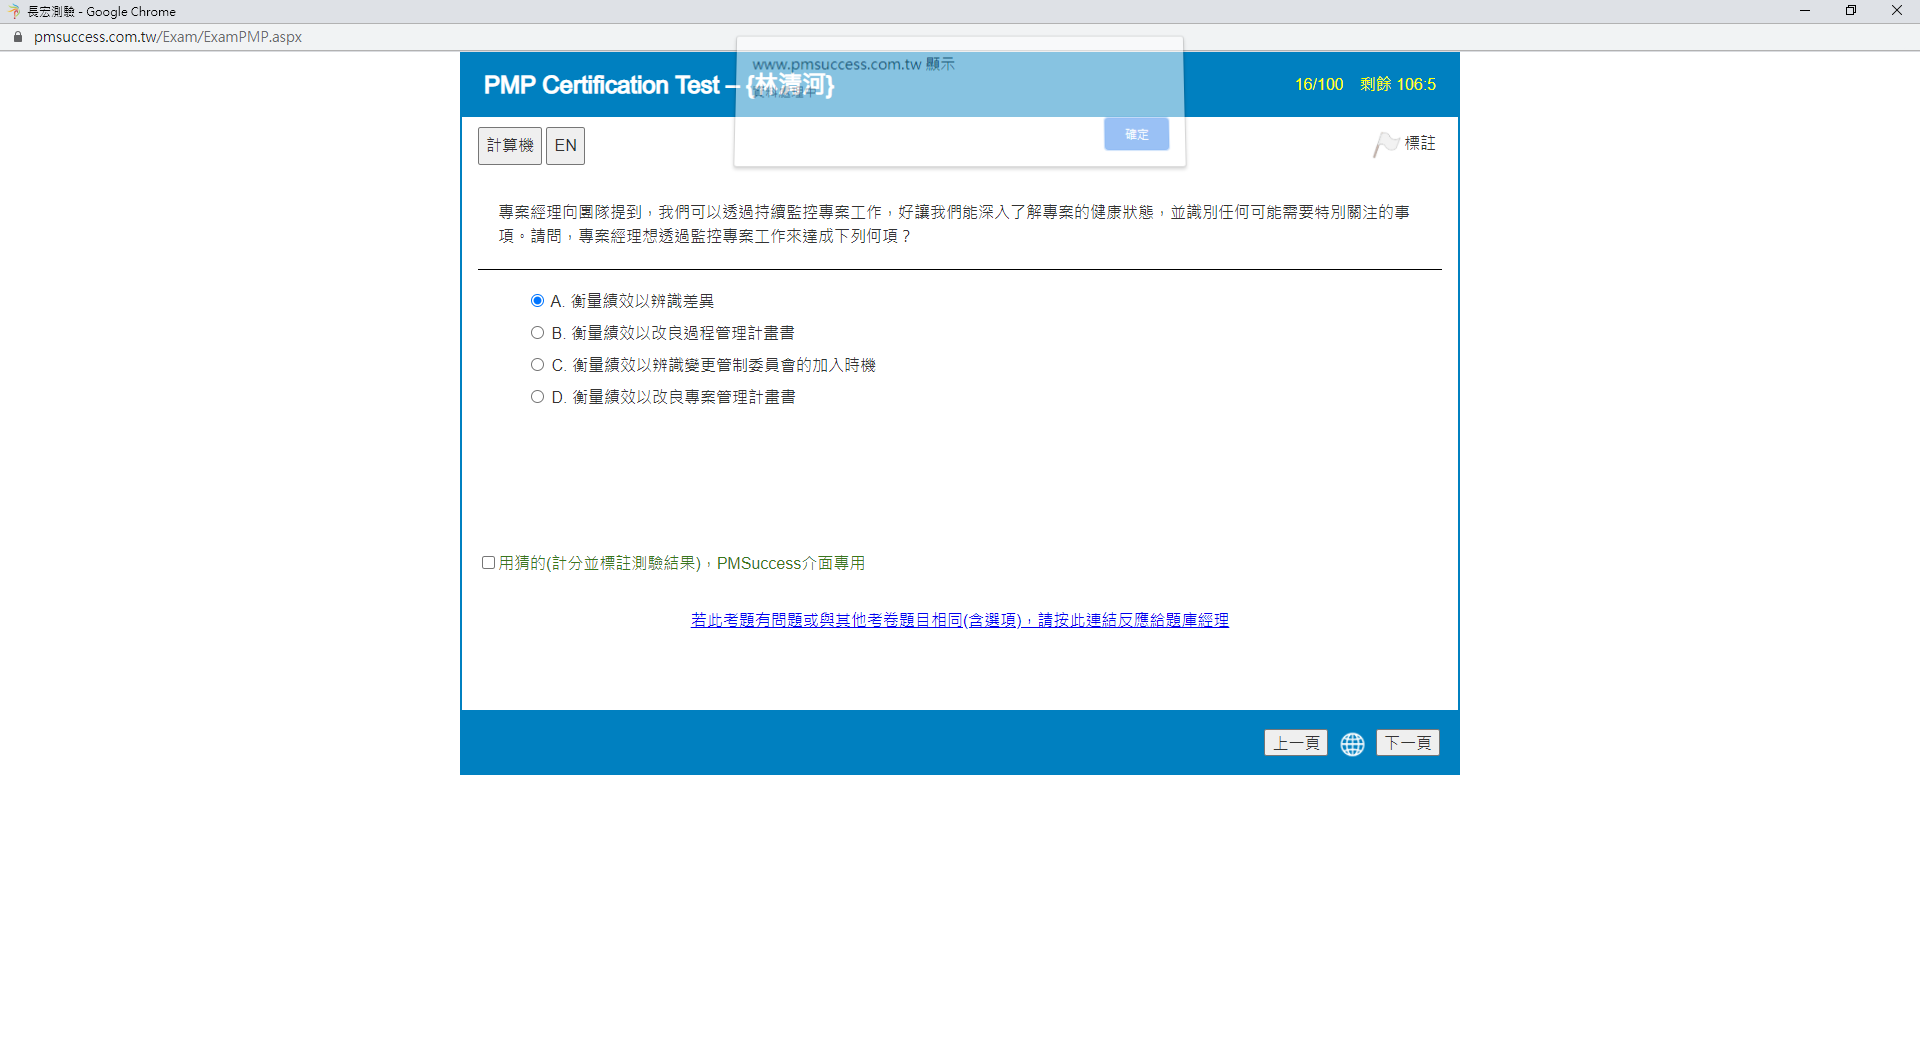 長宏測驗 - Google Chrome
pmsuccess.com.tw/Exam/ExamPMP.aspx
www.pmsuccess.com.tw 顯示
PMP Certification Test – {林清河}
16/100 剩餘 106:5
確定
計算機 EN
標註
專案經理向團隊提到，我們可以透過持續監控專案工作，好讓我們能深入了解專案的健康狀態，並識別任何可能需要特別關注的事
項。請問，專案經理想透過監控專案工作來達成下列何項？
A. 衡量績效以辨識差異
B. 衡量績效以改良過程管理計畫書
C. 衡量績效以辨識變更管制委員會的加入時機
D. 衡量績效以改良專案管理計畫書
用猜的(計分並標註測驗結果)，PMSuccess介面專用
若此考題有問題或與其他考卷題目相同(含選項)，請按此連結反應給題庫經理
上一頁 下一頁